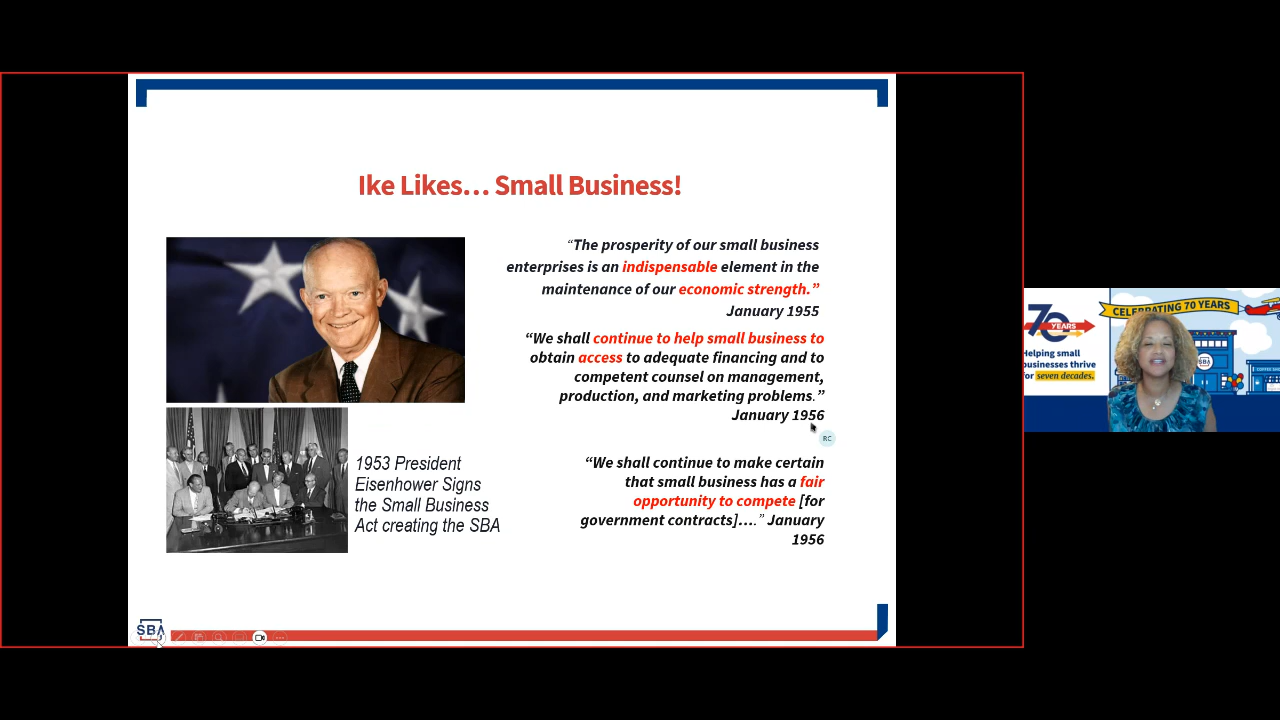 Ike Likes... Small Business!
“The prosperity of our small business
enterprises is an indispensable element in the
maintenance of our economic strength.”
January 1955
“We shall continue to help small business to
obtain access to adequate financing and to
competent counsel on management,
production, and marketing problems.”
January 1956
RC
1953 President
Eisenhower Signs
the Small Business
Act creating the SBA
“We shall continue to make certain
that small business has a fair
opportunity to compete [for
government contracts]....” January
1956
SBA
70
YEARS
Helping small
businesses thrive
for seven decades.
CELEBRATING 70 YEARS
SBA